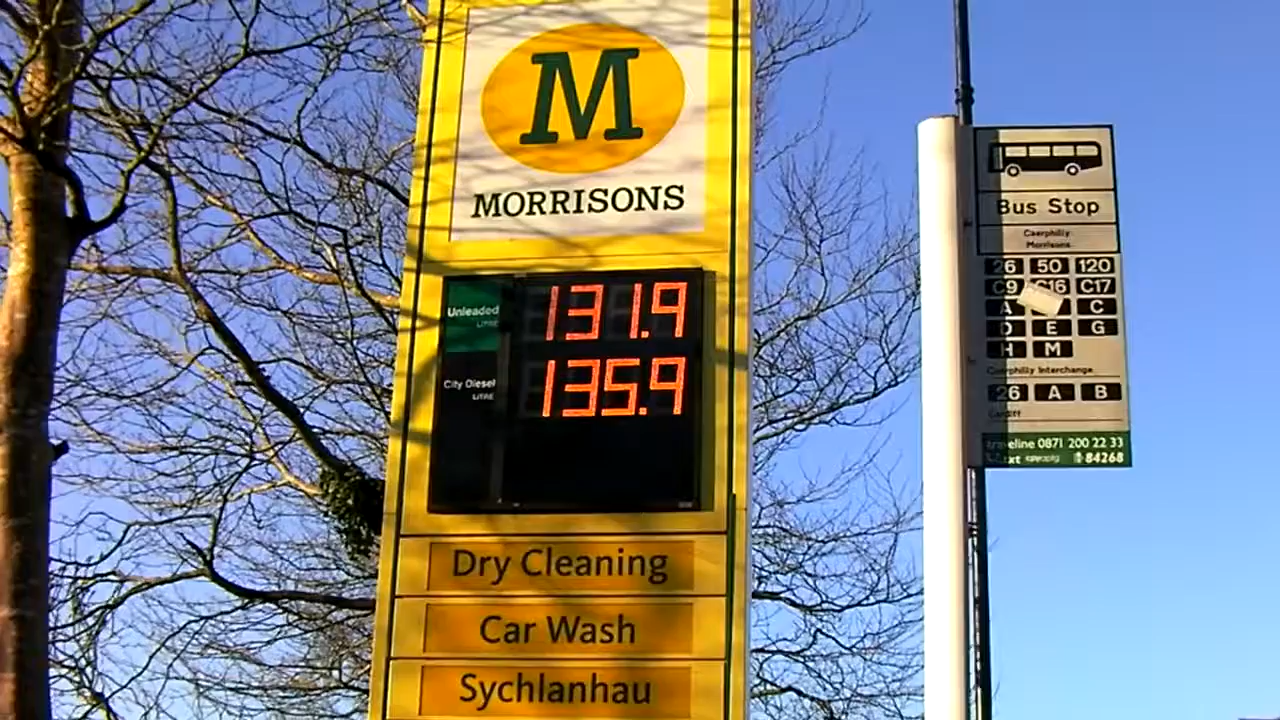 M
MORRISONS
Unleaded
LITRE
131.9
City Diesel
LITRE
135.9
Dry Cleaning
Car Wash
Sychlanhau
Bus Stop
Caerphilly
Morrisons
26 50 120
C9 C16 C17
A C
D E G
H M
Caerphilly Interchange
26 A B
Cardiff
traveline 0871 200 22 33
84268